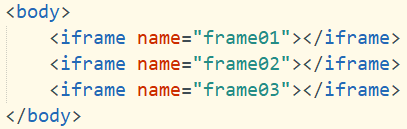 <body>
    <iframe name="frame01"></iframe>
    <iframe name="frame02"></iframe>
    <iframe name="frame03"></iframe>
</body>